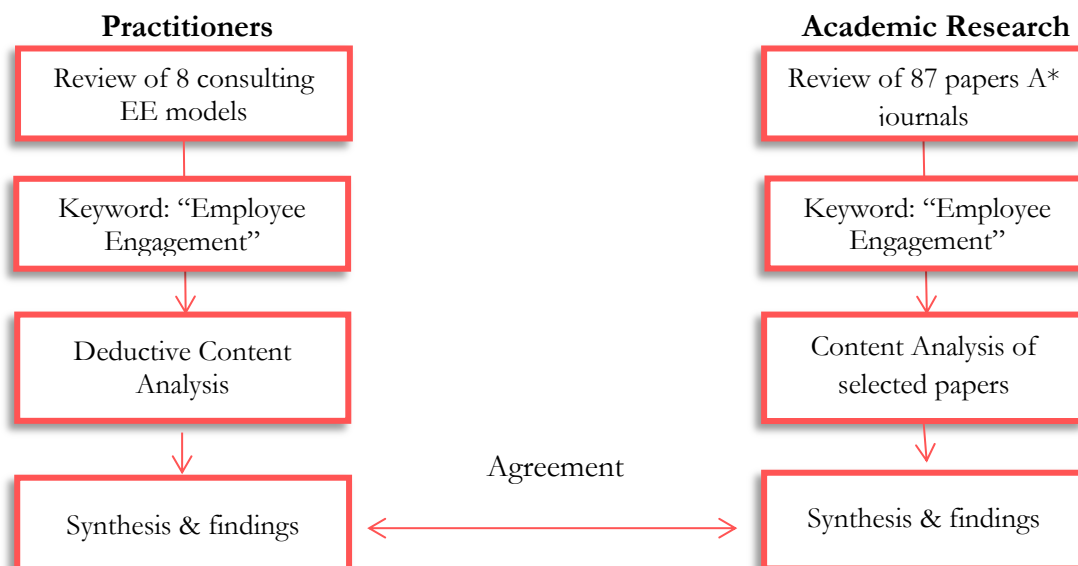 Practitioners
Review of 8 consulting
EE models
Keyword: “Employee
Engagement”
Deductive Content
Analysis
Synthesis & findings
Agreement
Academic Research
Review of 87 papers A*
journals
Keyword: “Employee
Engagement”
Content Analysis of
selected papers
Synthesis & findings